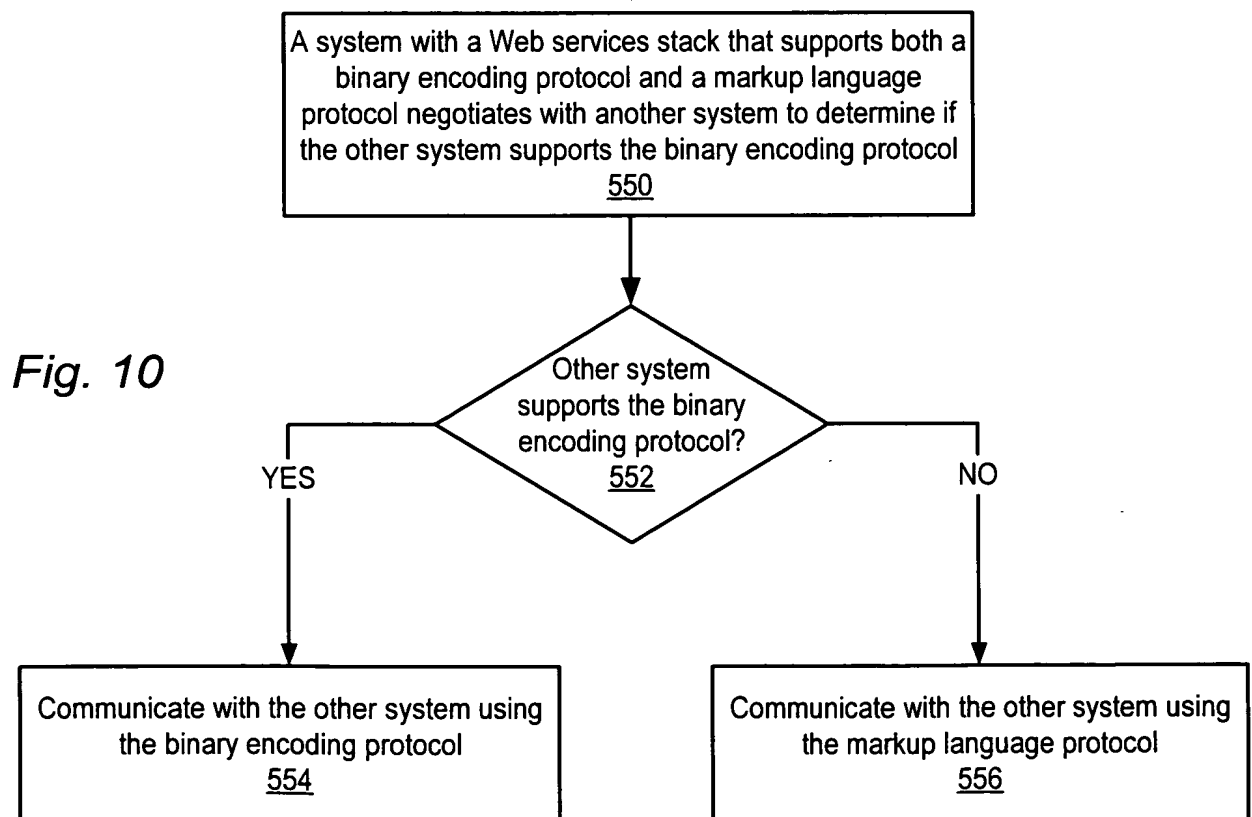 A system with a Web services stack that supports both a
binary encoding protocol and a markup language
protocol negotiates with another system to determine if
the other system supports the binary encoding protocol
550
Fig. 10
Other system
supports the binary
encoding protocol?
552
YES
NO
Communicate with the other system using
the binary encoding protocol
554
Communicate with the other system using
the markup language protocol
556